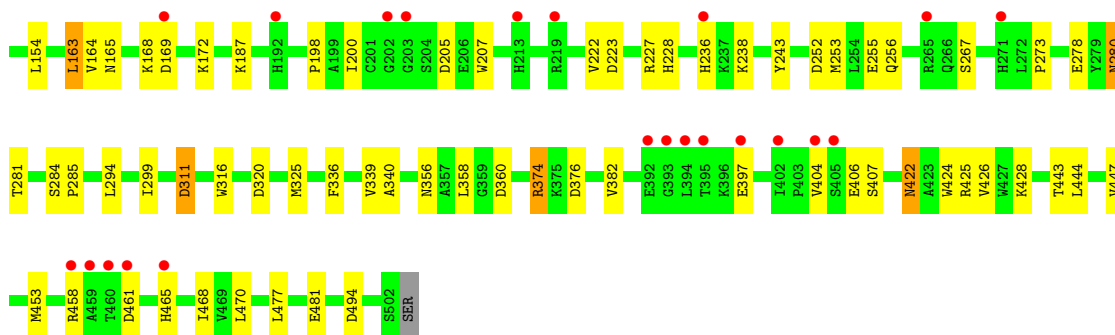 L154 L163 V164 N165 K168 D169 K172 K187 H192 P198 A199 I200 C201 G202 G203 S204 D205 E206 W207 H213 R219 V222 D223 R227 H228 H236 K237 K238 Y243 D252 M253 L254 E255 Q256 R265 Q266 S267 H271 L272 P273 E278 Y279 N280
T281 S284 P285 L294 I299 D311 W316 D320 M325 F336 V339 A340 N356 A357 L358 G359 D360 R374 K375 D376 V382 E392 G393 L394 T395 K396 E397 I402 P403 V404 S405 E406 S407 N422 A423 W424 R425 V426 W427 K428 T443 L444 V447
M453 R458 A459 T460 D461 H465 I468 V469 L470 L477 E481 D494 S502 SER